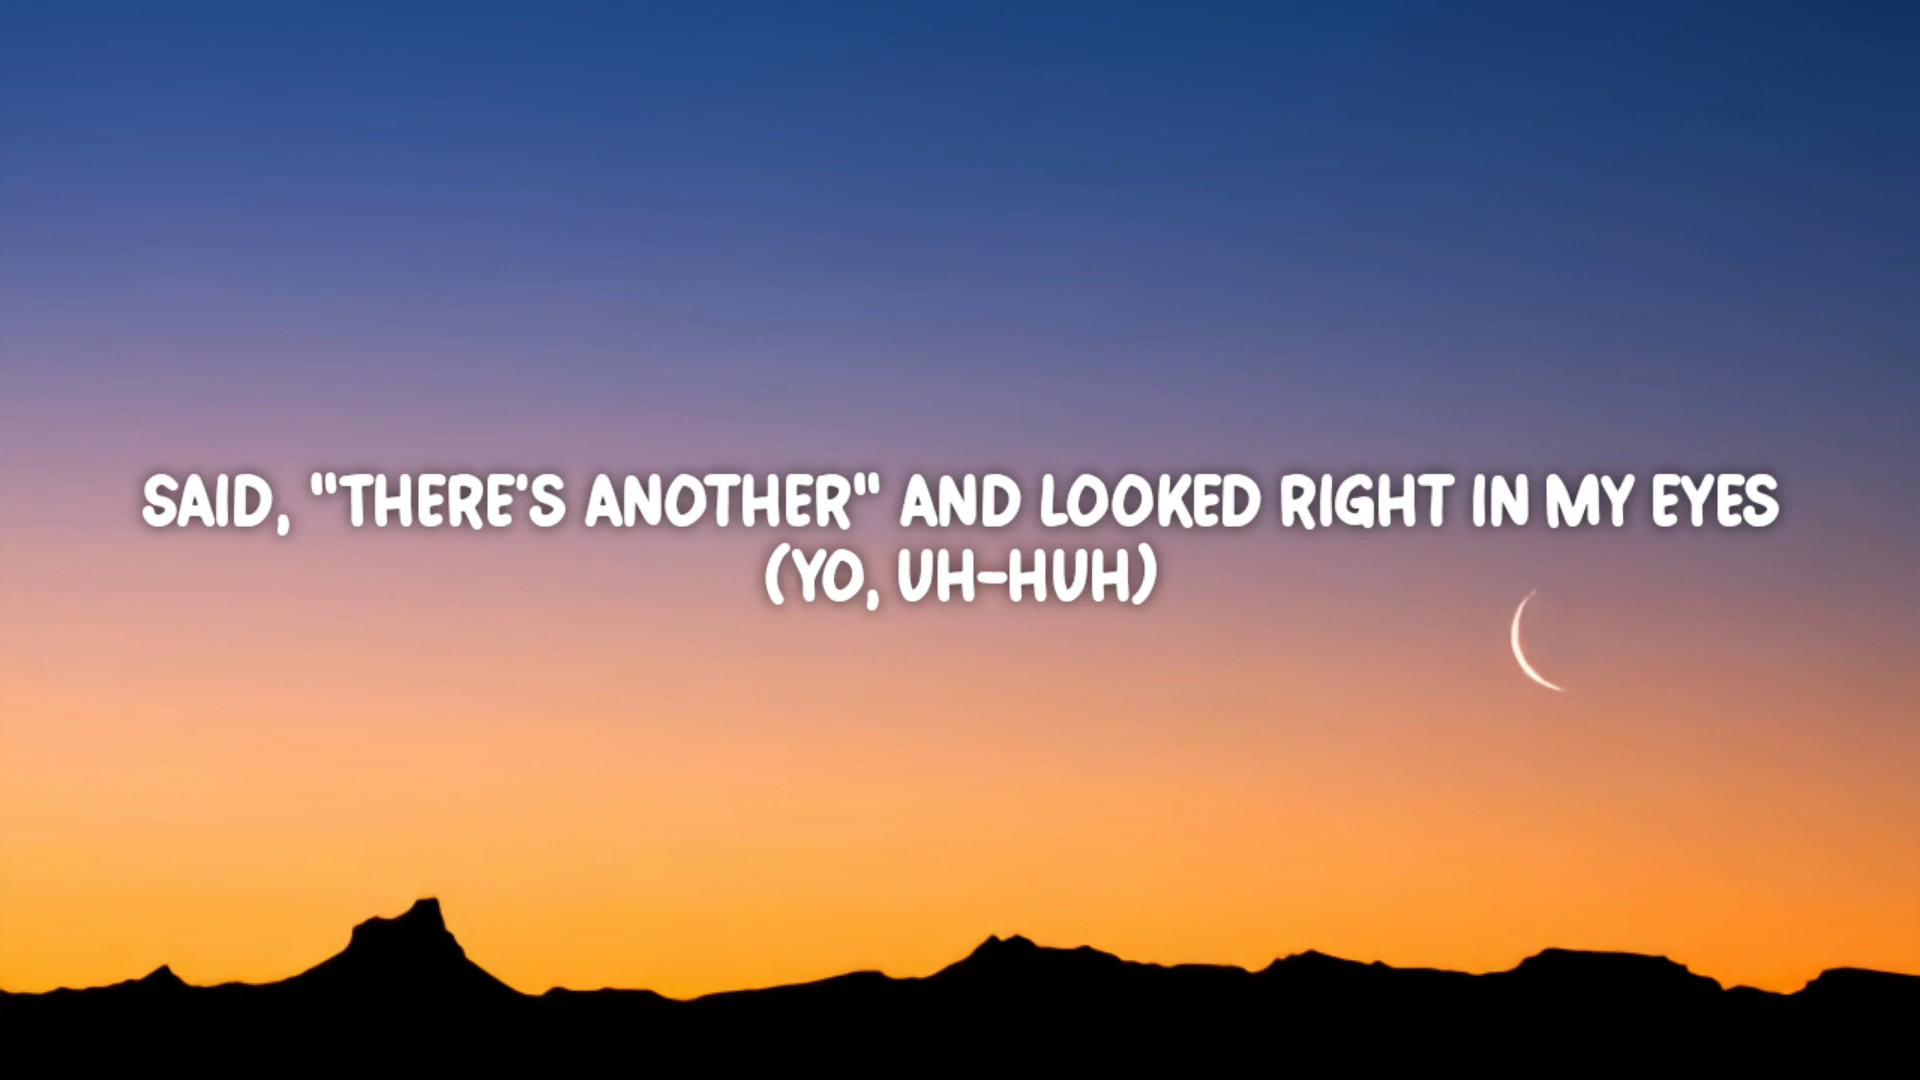 SAID, "THERE'S ANOTHER" AND LOOKED RIGHT IN MY EYES
(YO, UH-HUH)